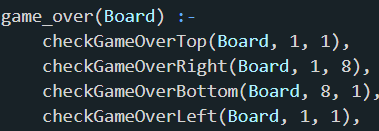 game_over(Board) :-
    checkGameOverTop(Board, 1, 1),
    checkGameOverRight(Board, 1, 8),
    checkGameOverBottom(Board, 8, 1),
    checkGameOverLeft(Board, 1, 1),